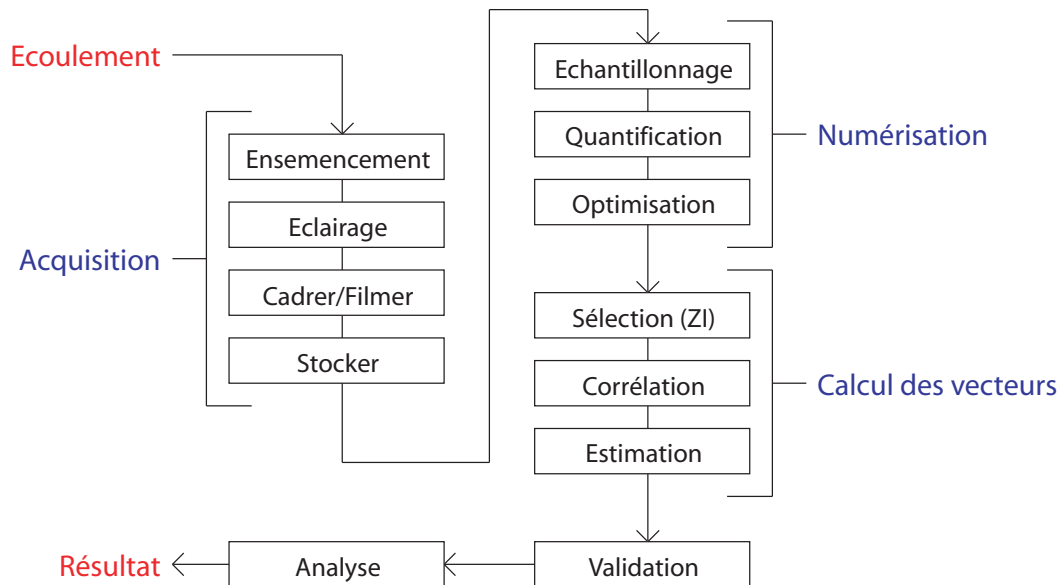 Ecoulement
Ensemencement
Eclairage
Cadrer/Filmer
Stocker
Acquisition
Echantillonnage
Quantification
Optimisation
Numérisation
Sélection (ZI)
Corrélation
Estimation
Calcul des vecteurs
Validation
Analyse
Résultat